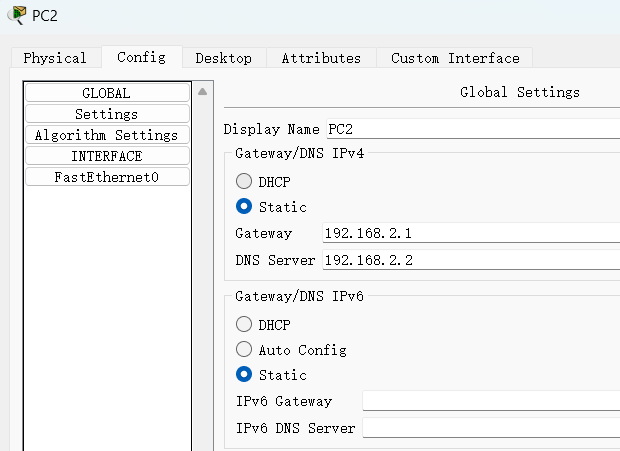 PC2
Physical Config Desktop Attributes Custom Interface
GLOBAL
Settings
Algorithm Settings
INTERFACE
FastEthernet0
Global Settings
Display Name PC2
Gateway/DNS IPv4
DHCP
Static
Gateway 192.168.2.1
DNS Server 192.168.2.2
Gateway/DNS IPv6
DHCP
Auto Config
Static
IPv6 Gateway
IPv6 DNS Server